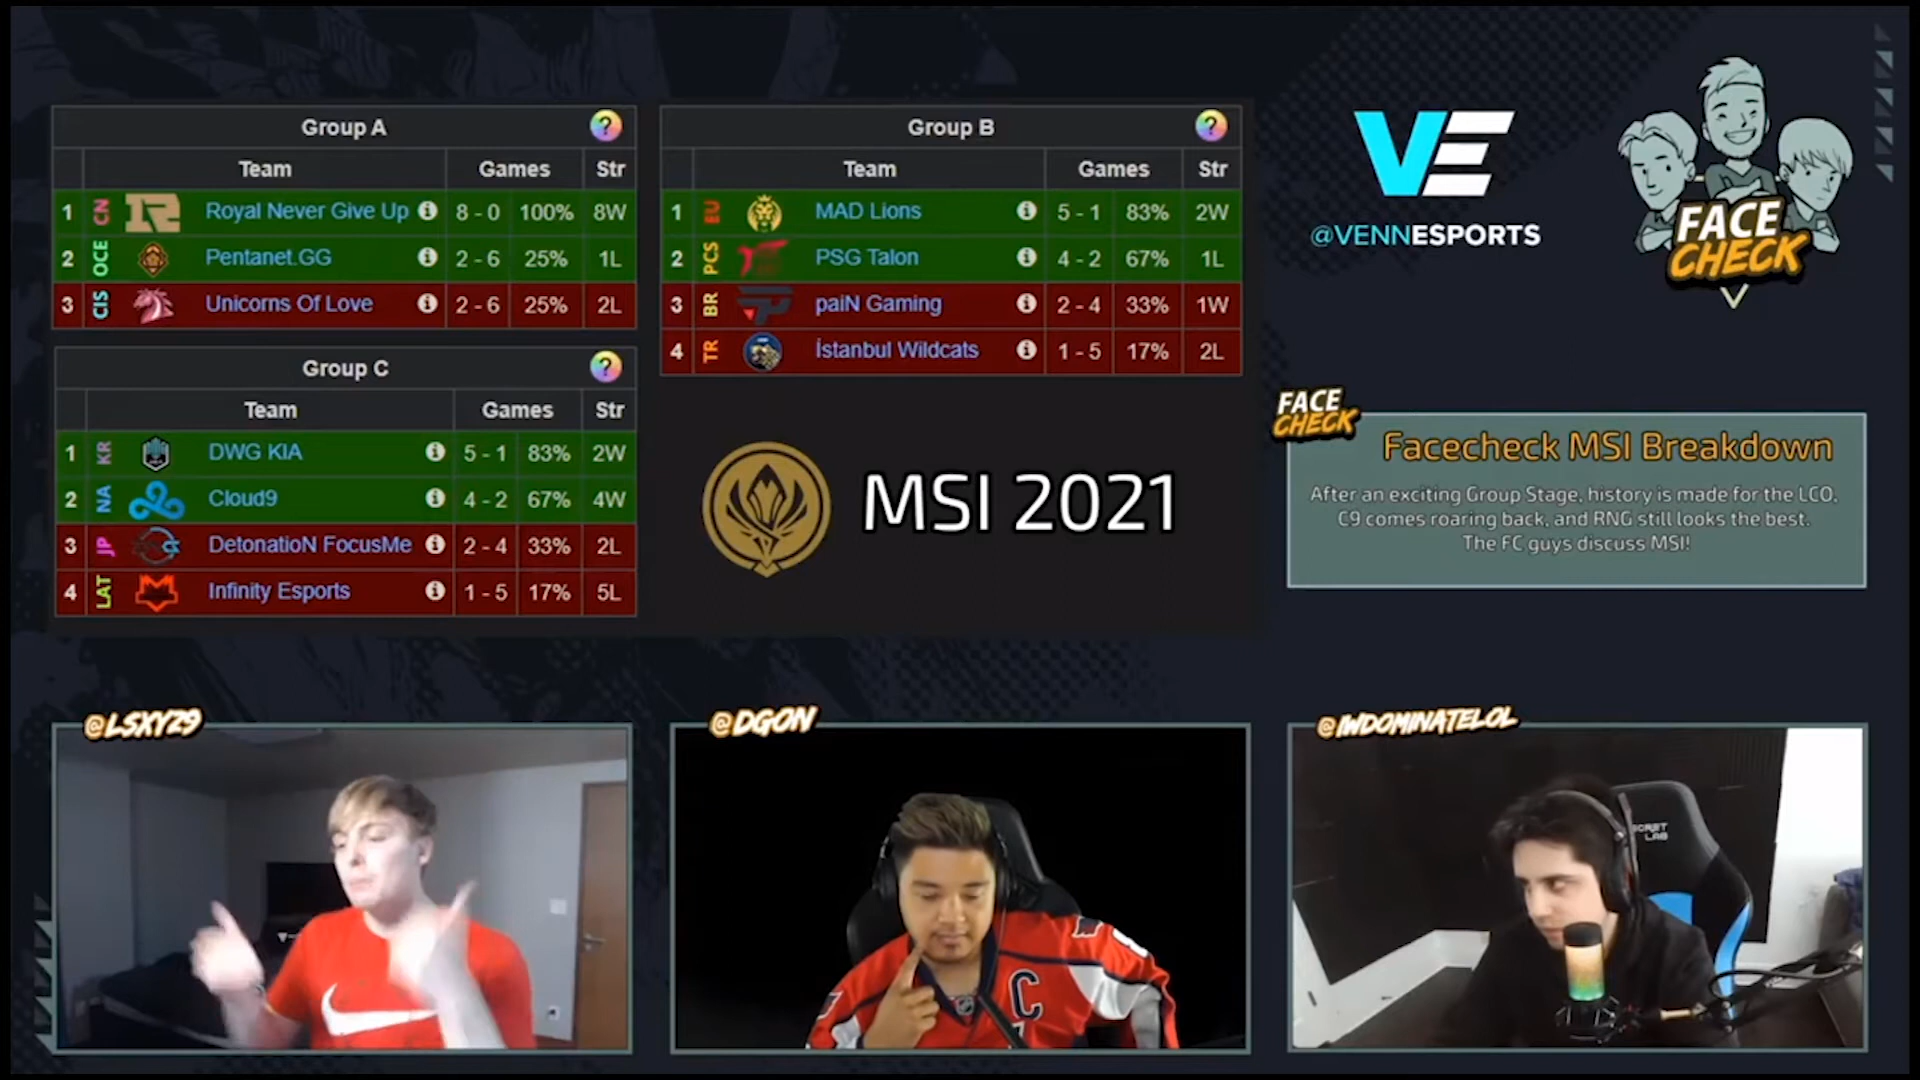 Group A ?
Team Games Str
1 CN Royal Never Give Up i 8 - 0 100% 8W
2 OCE Pentanet.GG i 2 - 6 25% 1L
3 CIS Unicorns Of Love i 2 - 6 25% 2L
Group B ?
Team Games Str
1 EU MAD Lions i 5 - 1 83% 2W
2 PCS PSG Talon i 4 - 2 67% 1L
3 BR paiN Gaming i 2 - 4 33% 1W
4 TR İstanbul Wildcats i 1 - 5 17% 2L
Group C ?
Team Games Str
1 KR DWG KIA i 5 - 1 83% 2W
2 NA Cloud9 i 4 - 2 67% 4W
3 JP DetonatioN FocusMe i 2 - 4 33% 2L
4 LAT Infinity Esports i 1 - 5 17% 5L
MSI 2021
VE
@VENNESPORTS
FACE
CHECK
FACE
CHECK
Facecheck MSI Breakdown
After an exciting Group Stage, history is made for the LCO,
C9 comes roaring back, and RNG still looks the best.
The FC guys discuss MSI!
@LSXYZ9
@DGON
@IWDOMINATELOL
C
SECRET
LAB